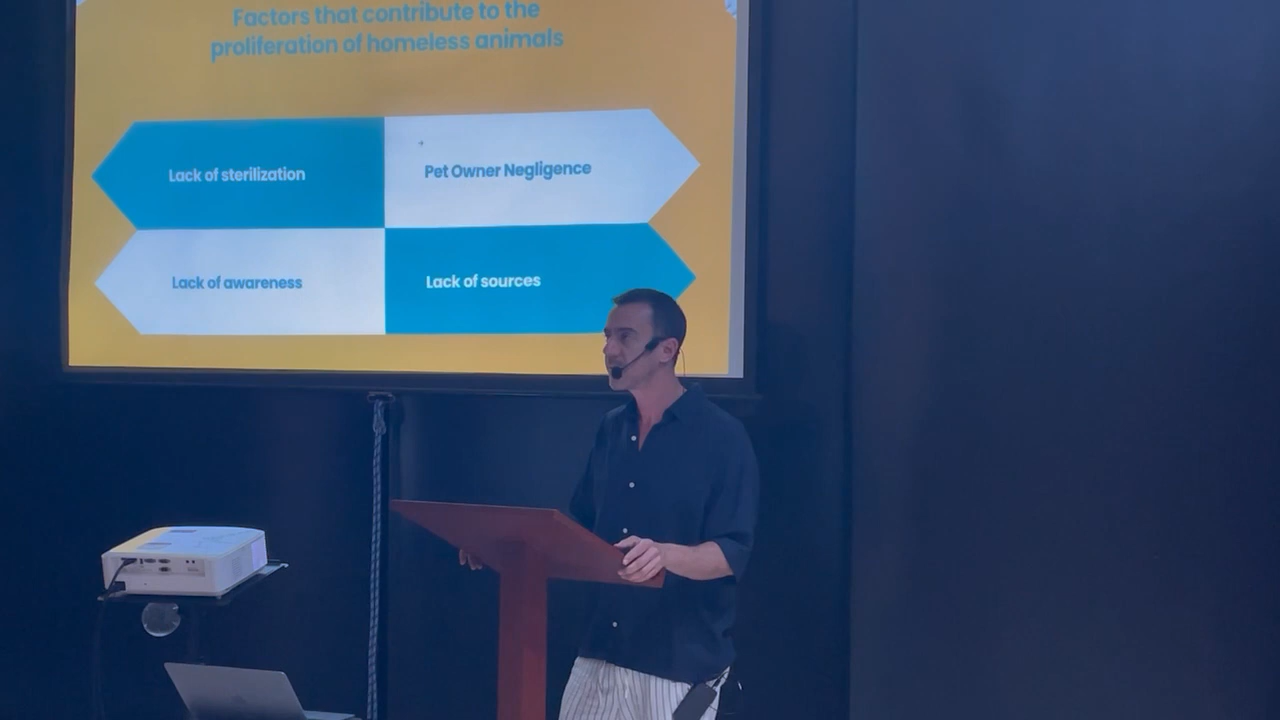 Factors that contribute to the
proliferation of homeless animals
Lack of sterilization
Pet Owner Negligence
Lack of awareness
Lack of sources